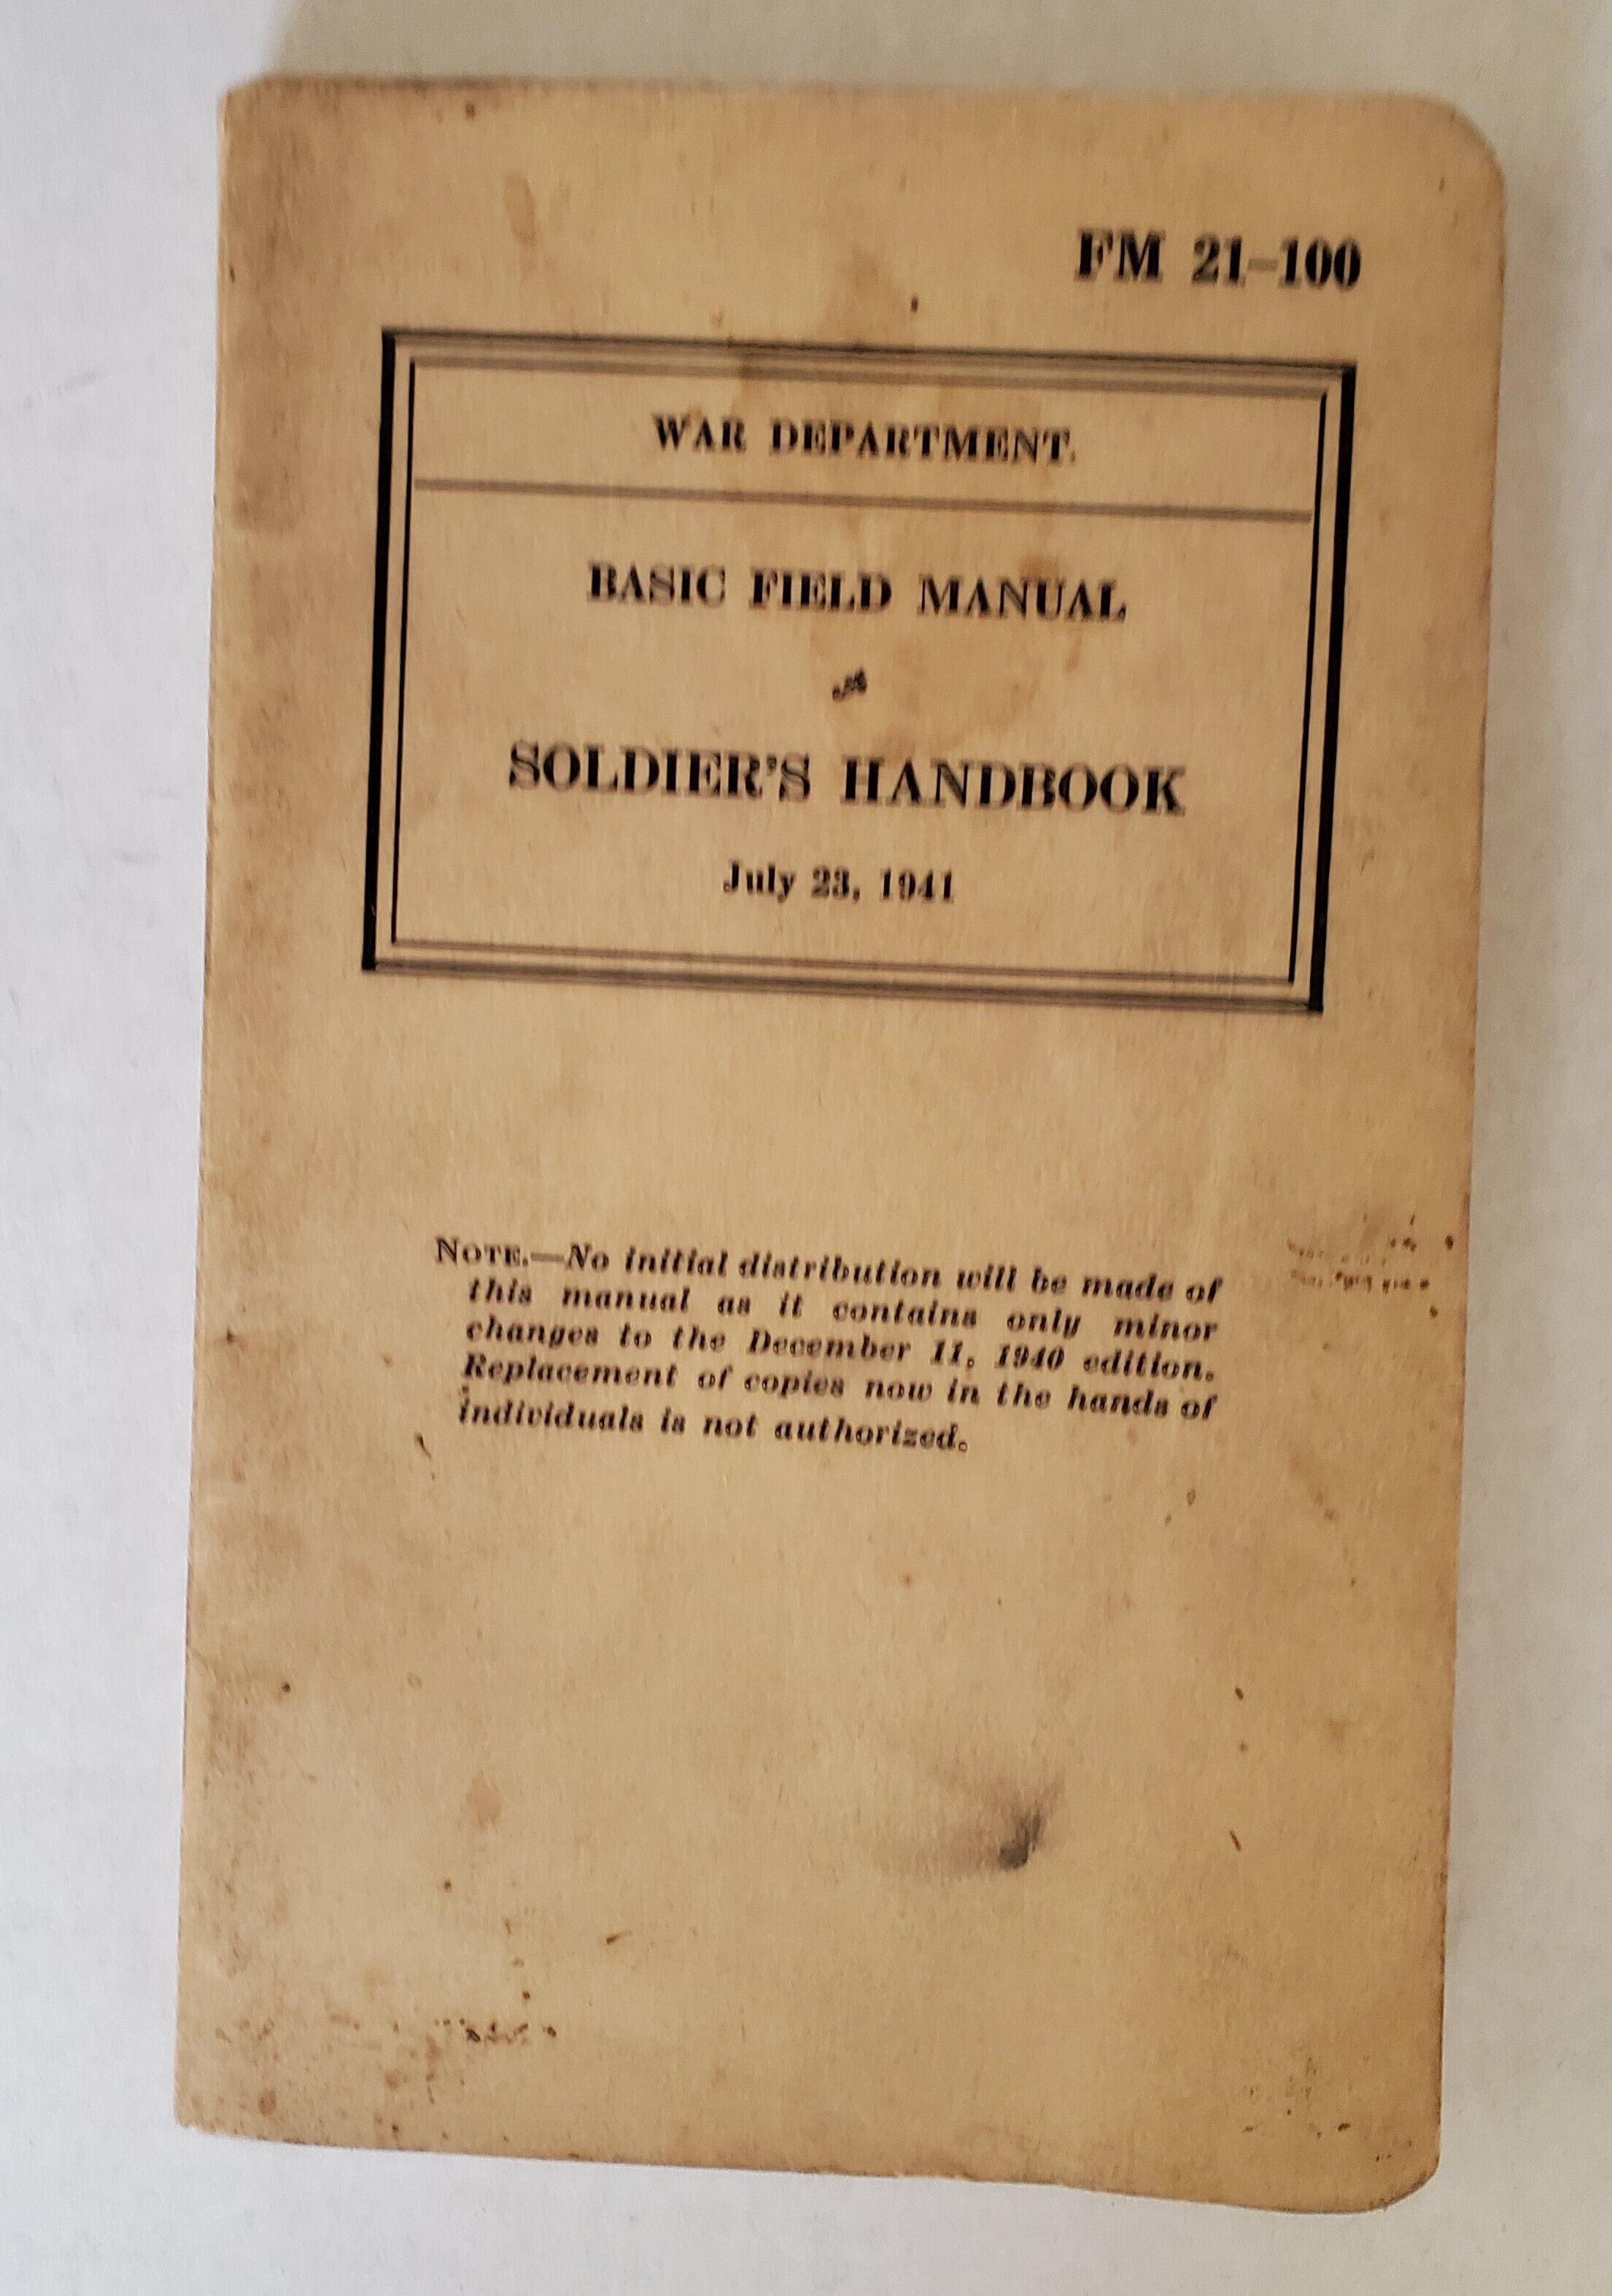 FM 21–100
WAR DEPARTMENT
BASIC FIELD MANUAL
SOLDIER'S HANDBOOK
July 23, 1941
NOTE.—No initial distribution will be made of
this manual as it contains only minor
changes to the December 11, 1940 edition.
Replacement of copies now in the hands of
individuals is not authorized.